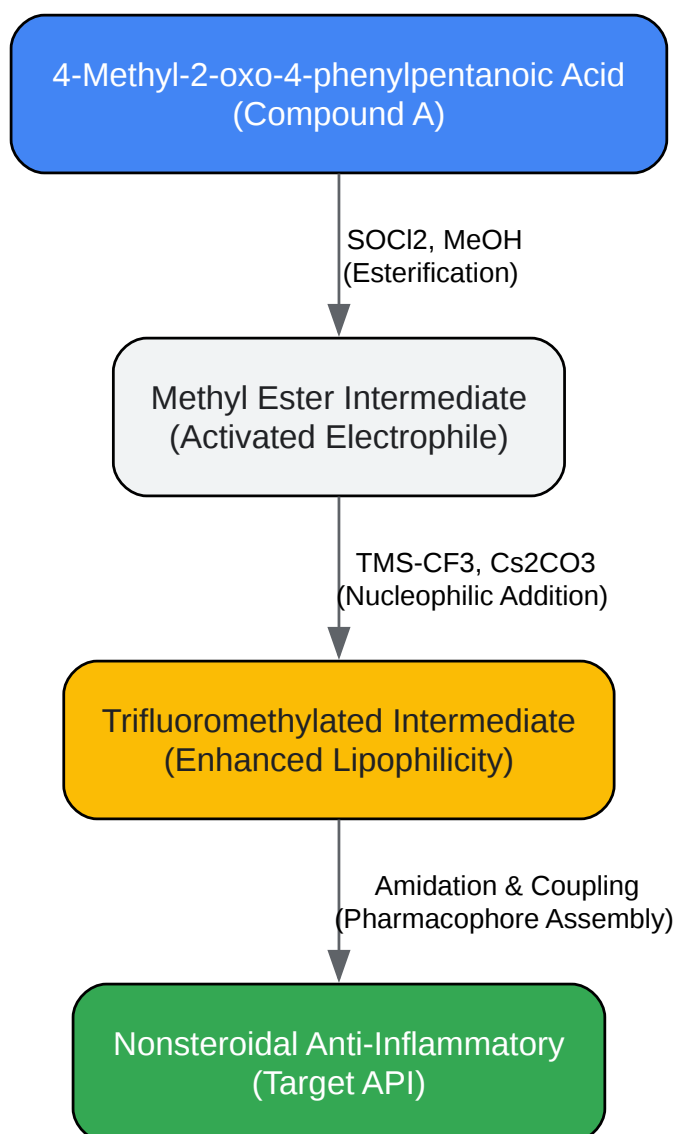 4-Methyl-2-oxo-4-phenylpentanoic Acid
(Compound A)
SOCl2, MeOH
(Esterification)
Methyl Ester Intermediate
(Activated Electrophile)
TMS-CF3, Cs2CO3
(Nucleophilic Addition)
Trifluoromethylated Intermediate
(Enhanced Lipophilicity)
Amidation & Coupling
(Pharmacophore Assembly)
Nonsteroidal Anti-Inflammatory
(Target API)